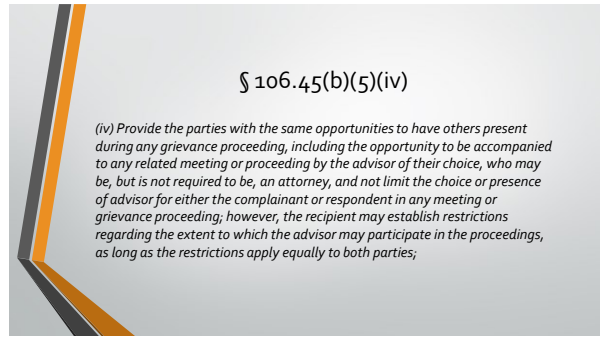 § 106.45(b)(5)(iv)
(iv) Provide the parties with the same opportunities to have others present
during any grievance proceeding, including the opportunity to be accompanied
to any related meeting or proceeding by the advisor of their choice, who may
be, but is not required to be, an attorney, and not limit the choice or presence
of advisor for either the complainant or respondent in any meeting or
grievance proceeding; however, the recipient may establish restrictions
regarding the extent to which the advisor may participate in the proceedings,
as long as the restrictions apply equally to both parties;